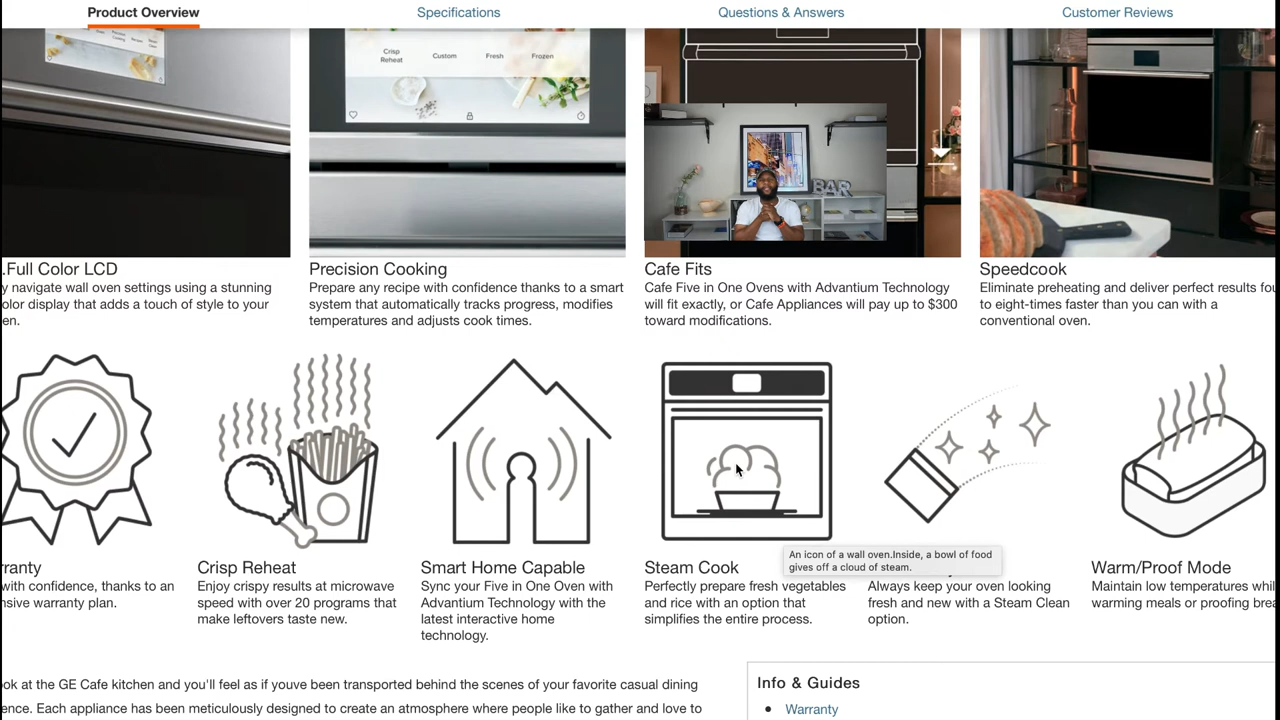 Product Overview
Specifications
Questions & Answers
Customer Reviews
Crisp
Reheat
Custom
Fresh
Frozen
BAR
.Full Color LCD
y navigate wall oven settings using a stunning
olor display that adds a touch of style to your
en.
Precision Cooking
Prepare any recipe with confidence thanks to a smart
system that automatically tracks progress, modifies
temperatures and adjusts cook times.
Cafe Fits
Cafe Five in One Ovens with Advantium Technology
will fit exactly, or Cafe Appliances will pay up to $300
toward modifications.
Speedcook
Eliminate preheating and deliver perfect results fou
to eight-times faster than you can with a
conventional oven.
rranty
with confidence, thanks to an
nsive warranty plan.
Crisp Reheat
Enjoy crispy results at microwave
speed with over 20 programs that
make leftovers taste new.
Smart Home Capable
Sync your Five in One Oven with
Advantium Technology with the
latest interactive home
technology.
Steam Cook
Perfectly prepare fresh vegetables
and rice with an option that
simplifies the entire process.
An icon of a wall oven.Inside, a bowl of food
gives off a cloud of steam.
Always keep your oven looking
fresh and new with a Steam Clean
option.
Warm/Proof Mode
Maintain low temperatures whil
warming meals or proofing brea
ok at the GE Cafe kitchen and you'll feel as if youve been transported behind the scenes of your favorite casual dining
ence. Each appliance has been meticulously designed to create an atmosphere where people like to gather and love to
Info & Guides
Warranty